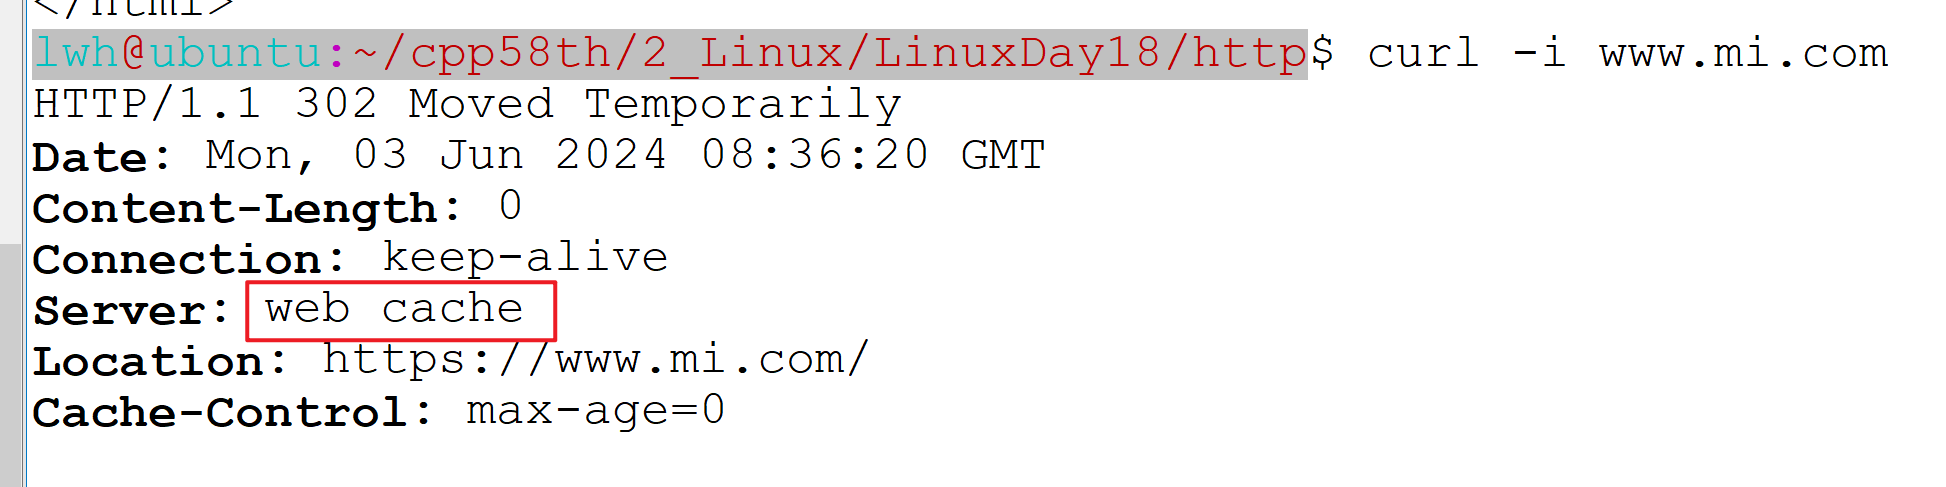 </html>
lwh@ubuntu:~/cpp58th/2_Linux/LinuxDay18/http$ curl -i www.mi.com
HTTP/1.1 302 Moved Temporarily
Date: Mon, 03 Jun 2024 08:36:20 GMT
Content-Length: 0
Connection: keep-alive
Server: web cache
Location: https://www.mi.com/
Cache-Control: max-age=0